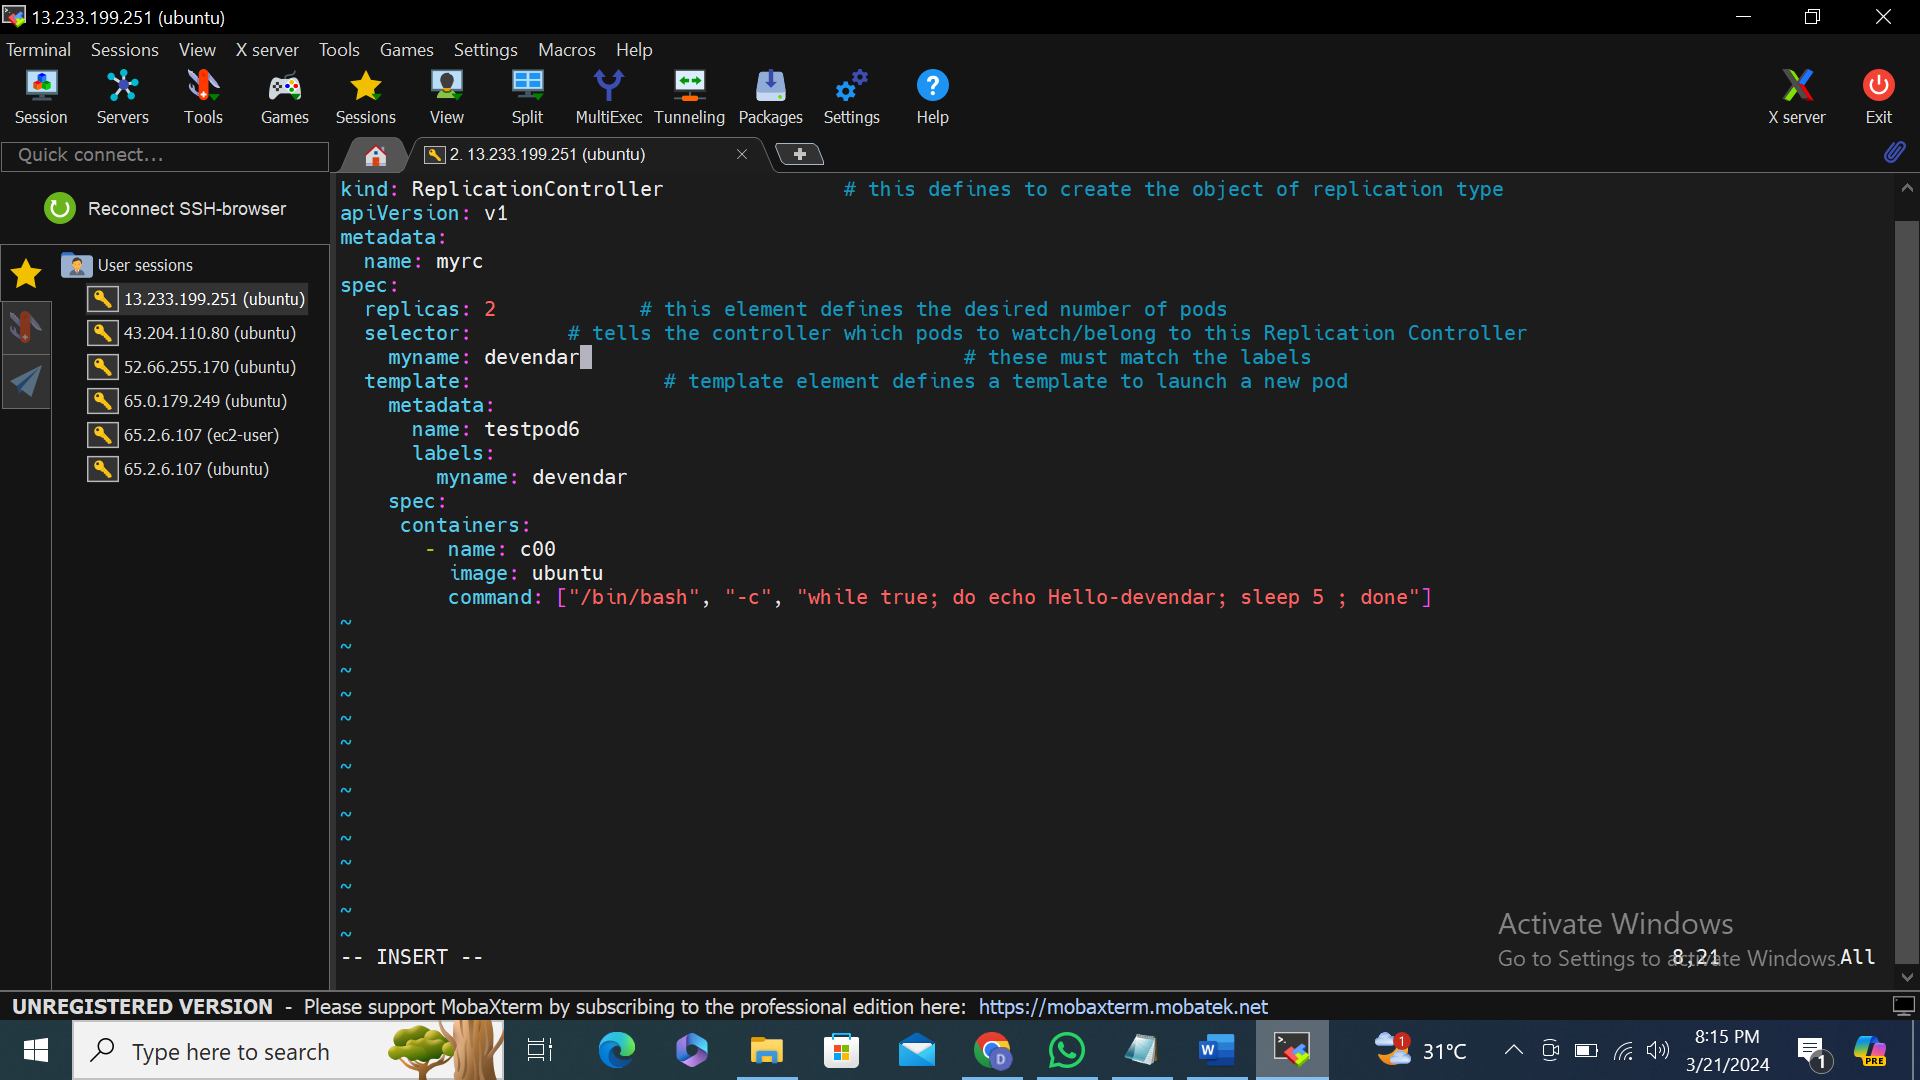 13.233.199.251 (ubuntu)
Terminal Sessions View X server Tools Games Settings Macros Help
Session Servers Tools Games Sessions View Split MultiExec Tunneling Packages Settings Help X server Exit
Quick connect...
2. 13.233.199.251 (ubuntu)
Reconnect SSH-browser
User sessions
13.233.199.251 (ubuntu)
43.204.110.80 (ubuntu)
52.66.255.170 (ubuntu)
65.0.179.249 (ubuntu)
65.2.6.107 (ec2-user)
65.2.6.107 (ubuntu)
kind: ReplicationController               # this defines to create the object of replication type
apiVersion: v1
metadata:
  name: myrc
spec:
  replicas: 2            # this element defines the desired number of pods
  selector:        # tells the controller which pods to watch/belong to this Replication Controller
    myname: devendar                               # these must match the labels
  template:                # template element defines a template to launch a new pod
    metadata:
      name: testpod6
      labels:
        myname: devendar
    spec:
     containers:
       - name: c00
         image: ubuntu
         command: ["/bin/bash", "-c", "while true; do echo Hello-devendar; sleep 5 ; done"]
~
~
~
~
~
~
~
~
~
~
~
~
~
~
-- INSERT --
8,21
All
Activate Windows
Go to Settings to activate Windows.
UNREGISTERED VERSION - Please support MobaXterm by subscribing to the professional edition here: https://mobaxterm.mobatek.net
Type here to search
1
31°C
8:15 PM
3/21/2024
1
PRE